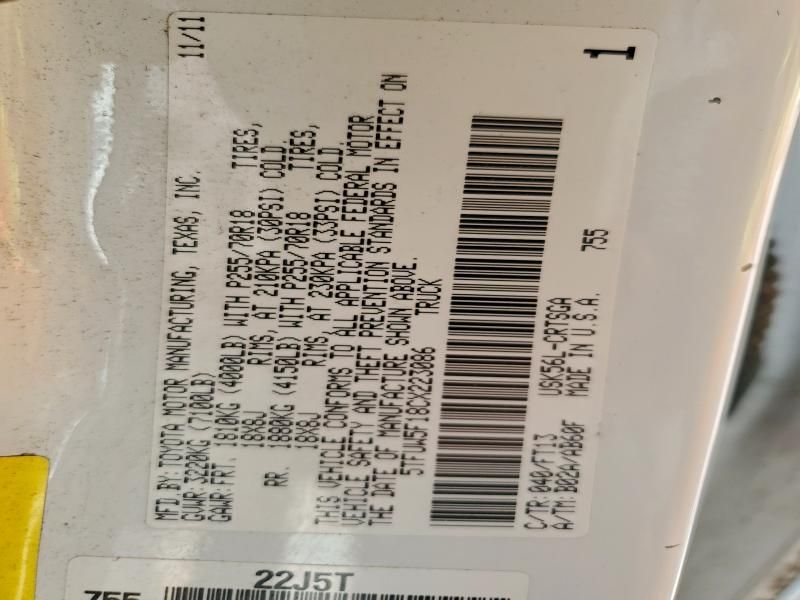 MFD.BY: TOYOTA MOTOR MANUFACTURING, TEXAS, INC. 11/11
GVWR: 3220KG (7100LB)
GAWR: FRT. 1810KG (4000LB) WITH P255/70R18 TIRES,
18X8J RIMS, AT 210KPA (30PSI) COLD.
RR. 1880KG (4150LB) WITH P255/70R18 TIRES,
18X8J RIMS, AT 230KPA (33PSI) COLD.
THIS VEHICLE CONFORMS TO ALL APPLICABLE FEDERAL MOTOR
VEHICLE SAFETY AND THEFT PREVENTION STANDARDS IN EFFECT ON
THE DATE OF MANUFACTURE SHOWN ABOVE.
5TFUW5F18CX223086 TRUCK
C/TR: 040/FT13 USK56L-CRTSGA 755
A/TM: B02A/AB60F MADE IN U.S.A.
1
22J5T
755